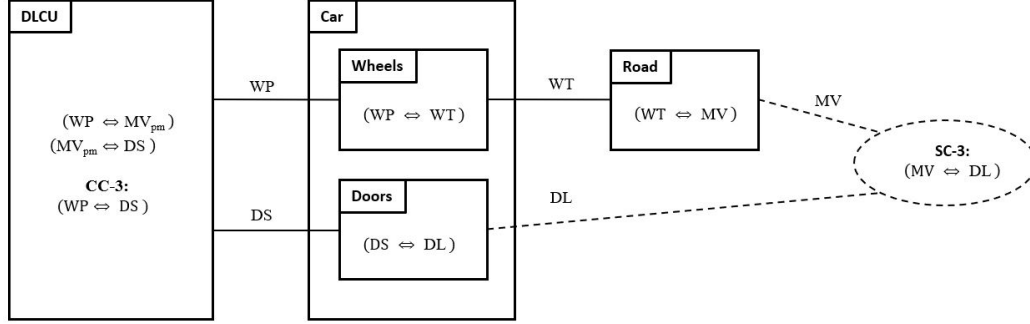 DLCU
Car
Wheels
Road
WP
WT
MV
(WP ⇔ MVpm)
(MVpm ⇔ DS)
(WP ⇔ WT)
(WT ⇔ MV)
SC-3:
(MV ⇔ DL)
CC-3:
(WP ⇔ DS)
Doors
DS
DL
(DS ⇔ DL)